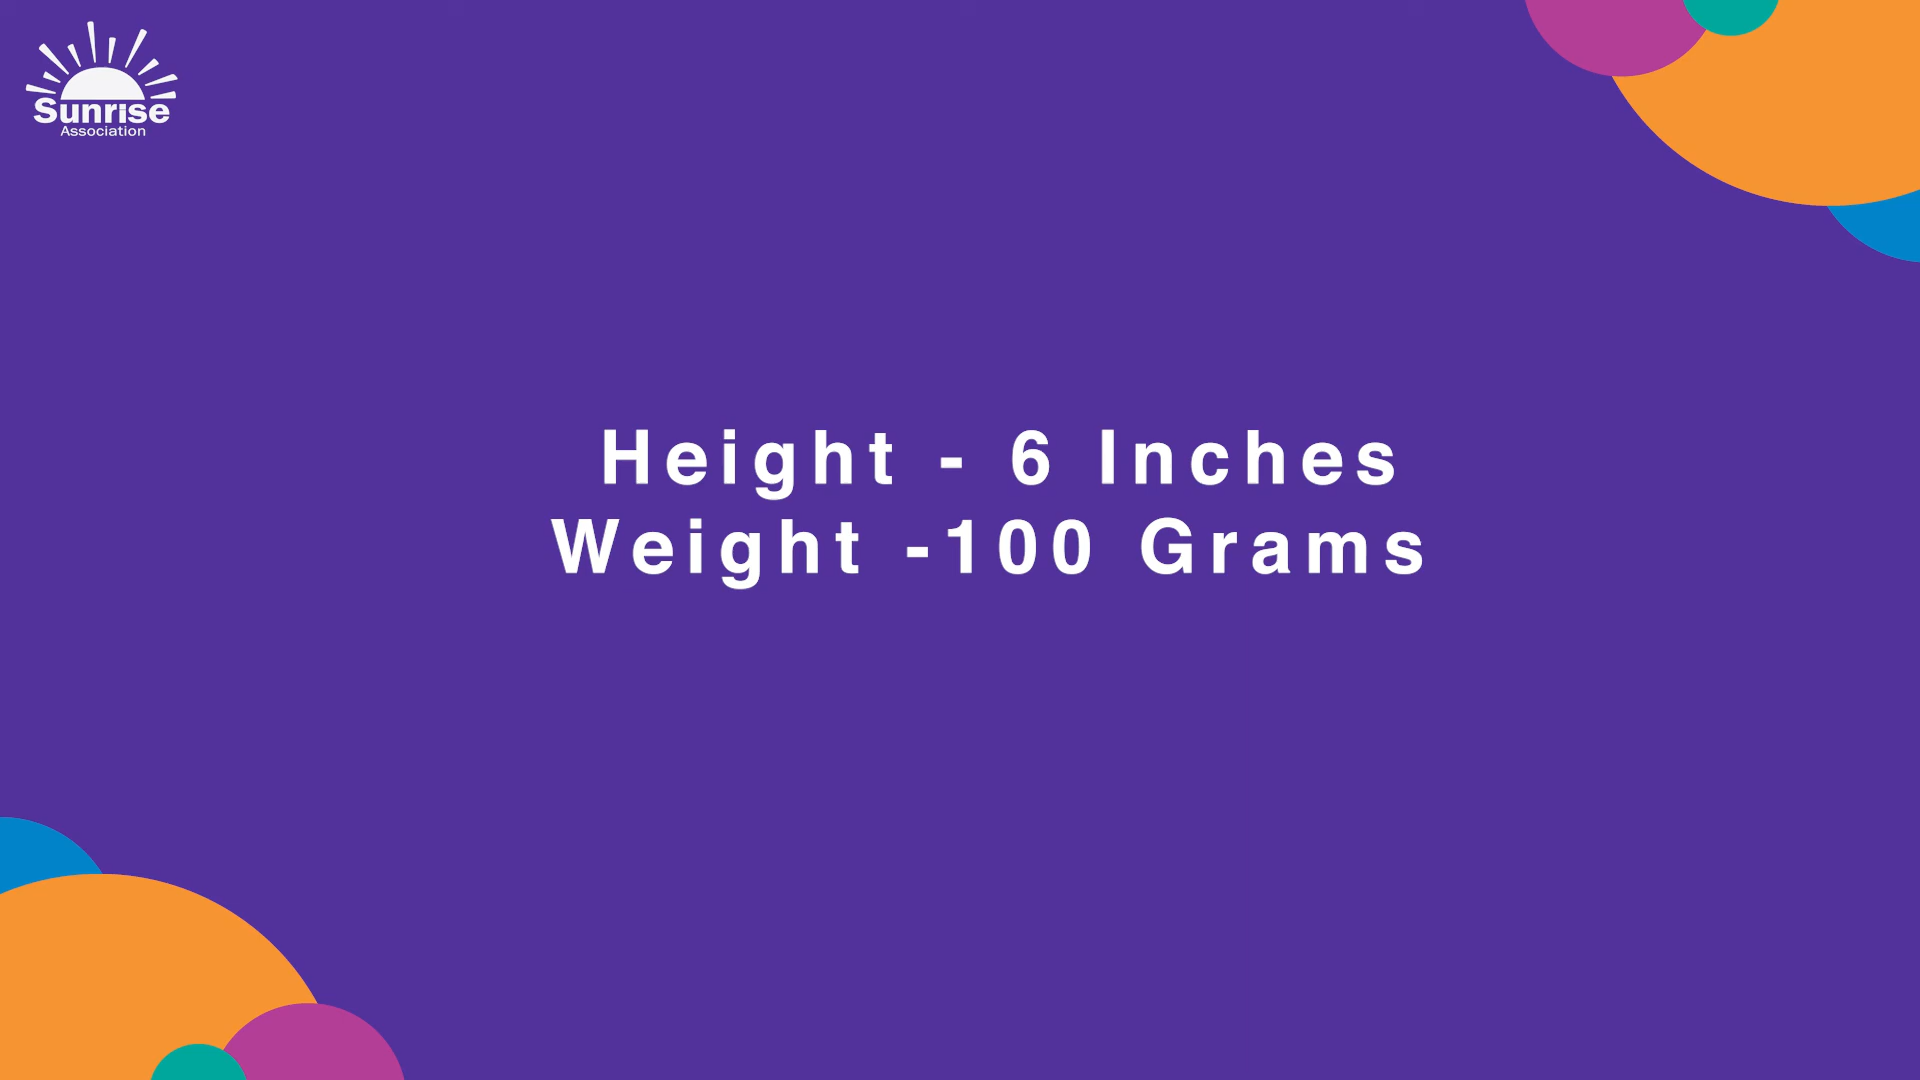 Sunrise
Association
Height - 6 Inches
Weight -100 Grams